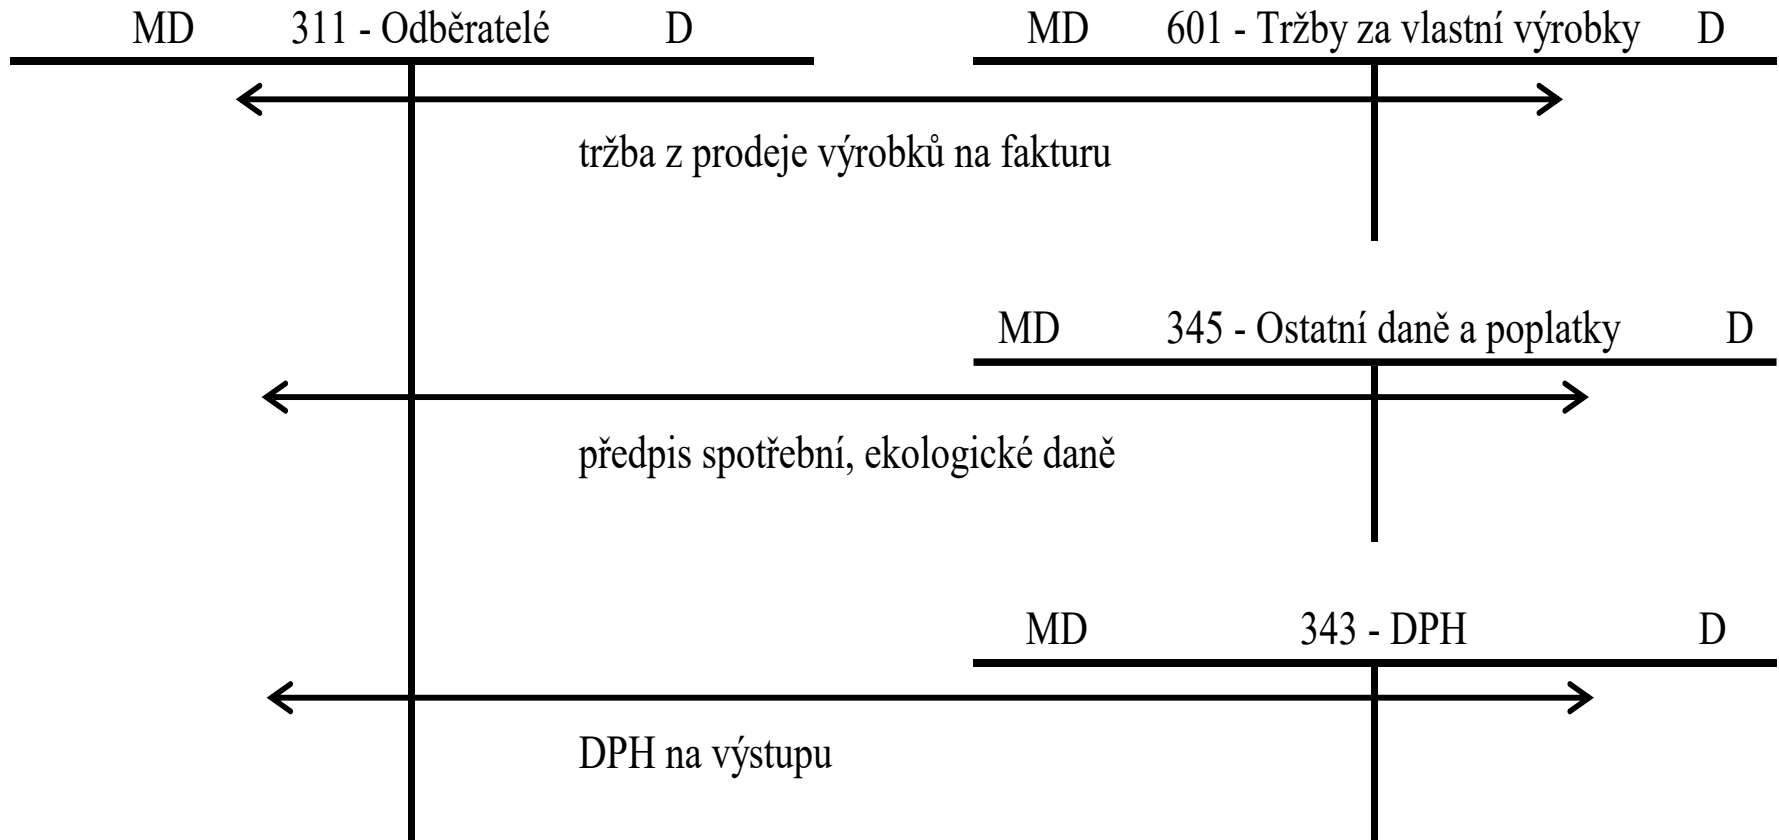 MD 311 - Odběratelé D MD 601 - Tržby za vlastní výrobky D
tržba z prodeje výrobků na fakturu
MD 345 - Ostatní daně a poplatky D
předpis spotřební, ekologické daně
MD 343 - DPH D
DPH na výstupu